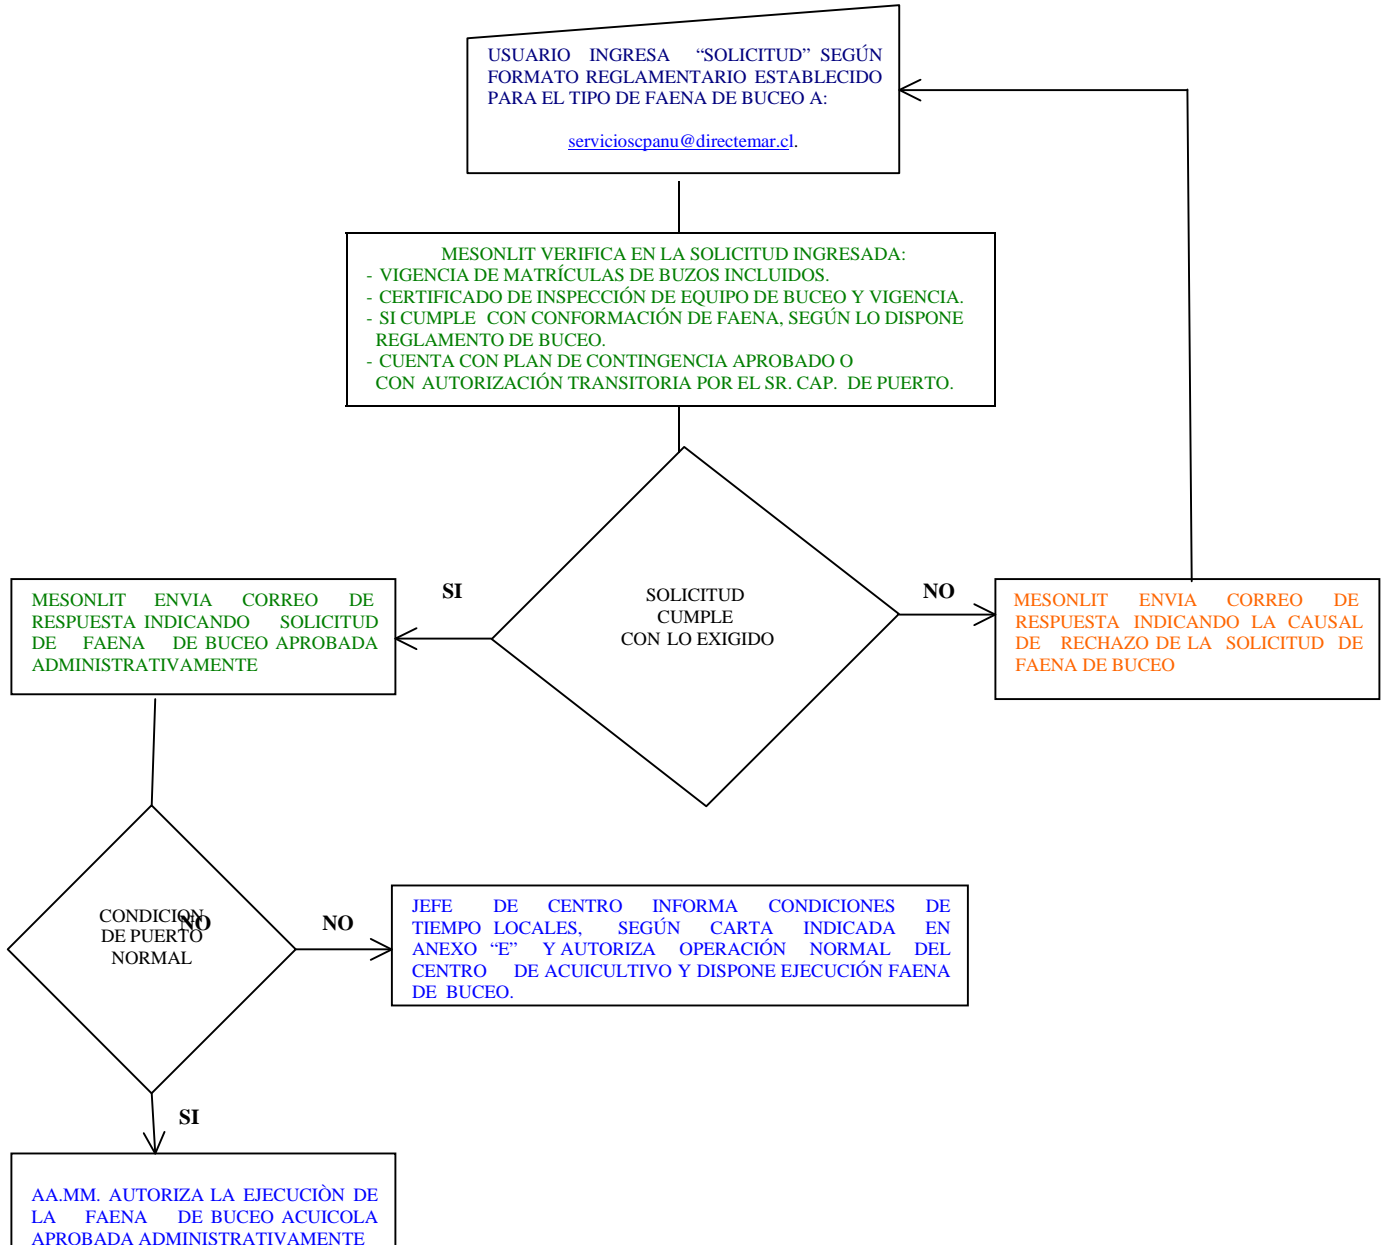 USUARIO INGRESA “SOLICITUD” SEGÚN
FORMATO REGLAMENTARIO ESTABLECIDO
PARA EL TIPO DE FAENA DE BUCEO A:
servicioscpanu@directemar.cl.
MESONLIT VERIFICA EN LA SOLICITUD INGRESADA:
- VIGENCIA DE MATRÍCULAS DE BUZOS INCLUIDOS.
- CERTIFICADO DE INSPECCIÓN DE EQUIPO DE BUCEO Y VIGENCIA.
- SI CUMPLE CON CONFORMACIÓN DE FAENA, SEGÚN LO DISPONE
REGLAMENTO DE BUCEO.
- CUENTA CON PLAN DE CONTINGENCIA APROBADO O
CON AUTORIZACIÓN TRANSITORIA POR EL SR. CAP. DE PUERTO.
SOLICITUD
CUMPLE
CON LO EXIGIDO
SI
NO
MESONLIT ENVIA CORREO DE
RESPUESTA INDICANDO SOLICITUD
DE FAENA DE BUCEO APROBADA
ADMINISTRATIVAMENTE
MESONLIT ENVIA CORREO DE
RESPUESTA INDICANDO LA CAUSAL
DE RECHAZO DE LA SOLICITUD DE
FAENA DE BUCEO
CONDICION
DE PUERTO
NORMAL
NO
NO
JEFE DE CENTRO INFORMA CONDICIONES DE
TIEMPO LOCALES, SEGÚN CARTA INDICADA EN
ANEXO “E” Y AUTORIZA OPERACIÓN NORMAL DEL
CENTRO DE ACUICULTIVO Y DISPONE EJECUCIÓN FAENA
DE BUCEO.
SI
AA.MM. AUTORIZA LA EJECUCIÒN DE
LA FAENA DE BUCEO ACUICOLA
APROBADA ADMINISTRATIVAMENTE